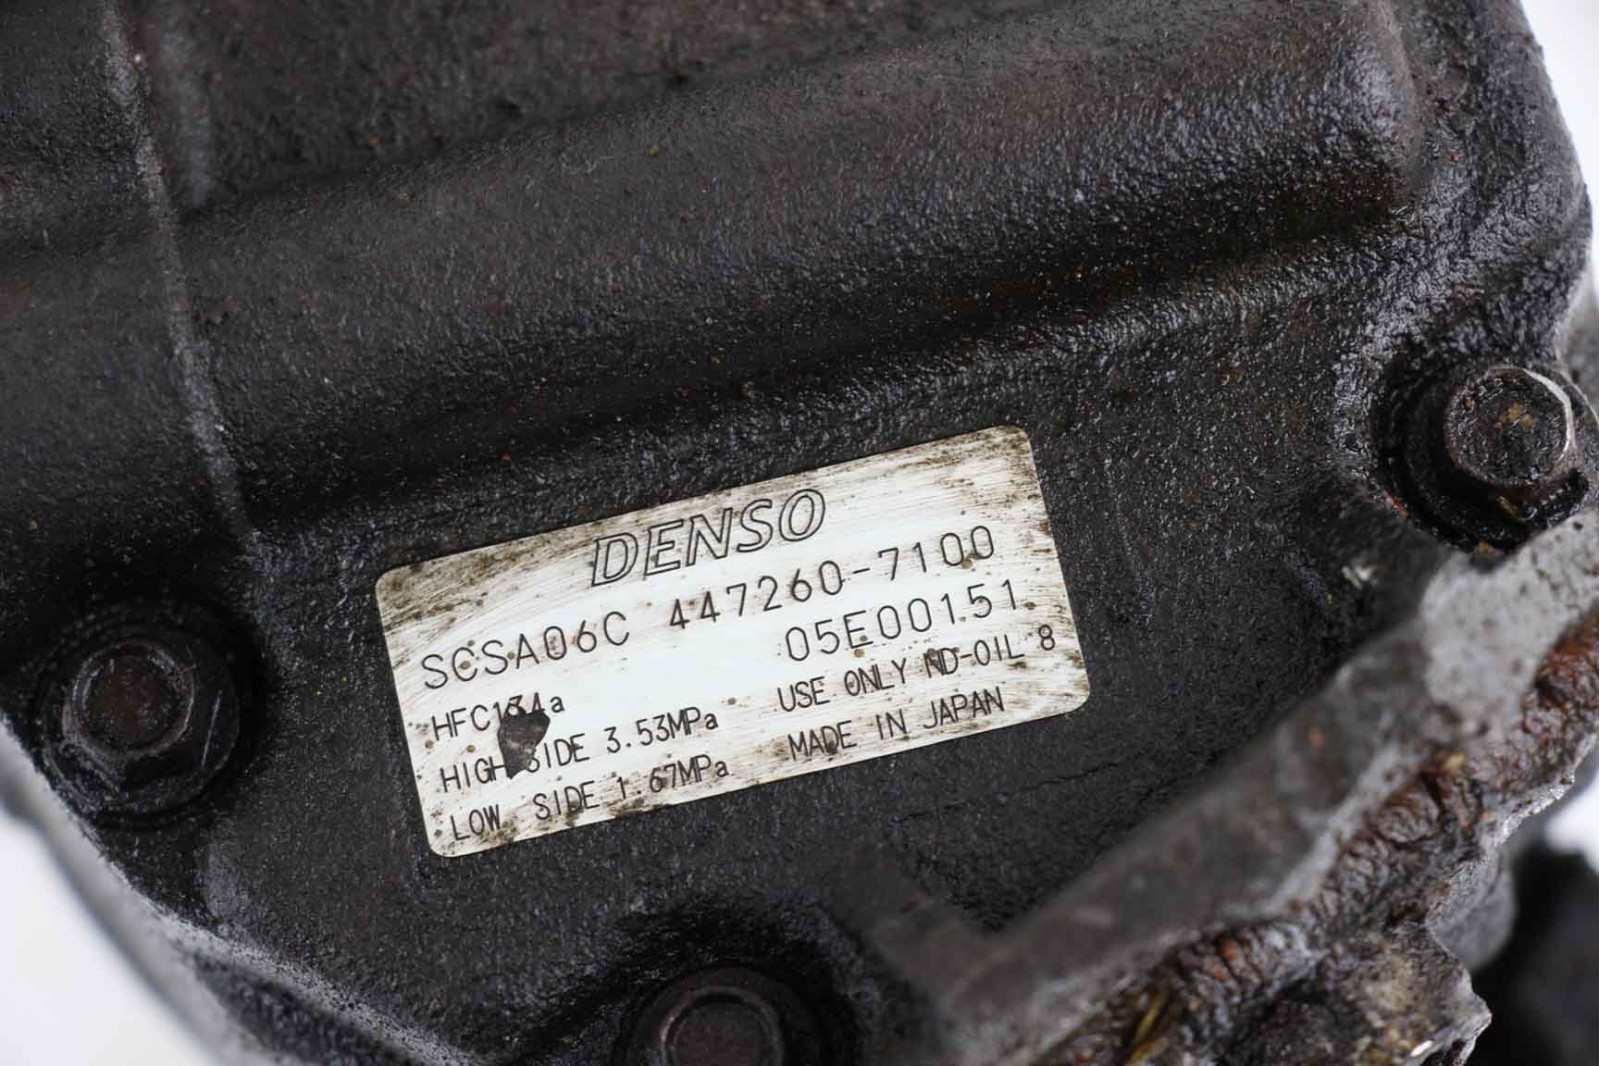 DENSO
SCSA06C 447260-7100
05E00151
HFC134a
USE ONLY ND-OIL 8
HIGH SIDE 3.53MPa
MADE IN JAPAN
LOW SIDE 1.67MPa